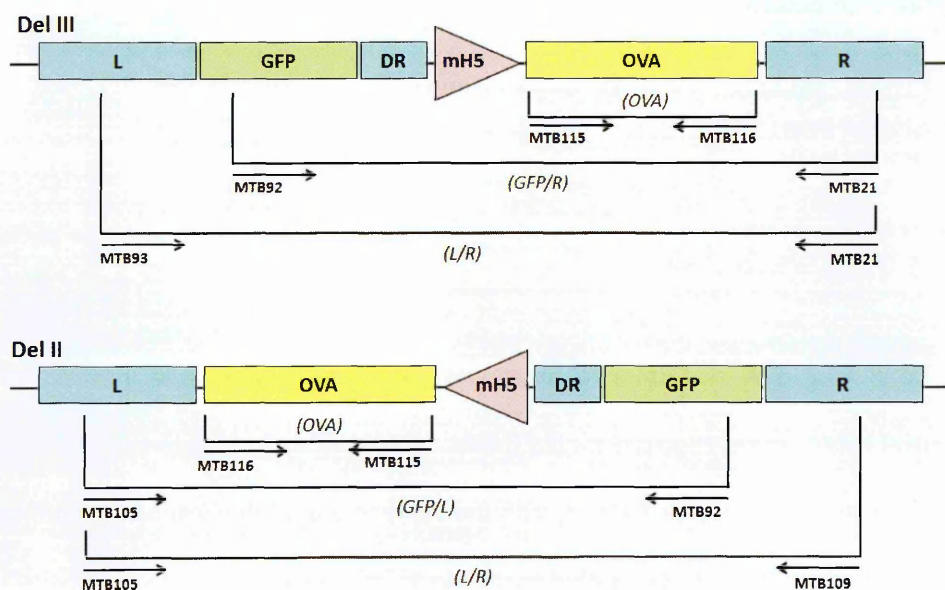 Del III
L GFP DR mH5 OVA R
(OVA)
MTB115 MTB116
(GFP/R)
MTB92 MTB21
(L/R)
MTB93 MTB21
Del II
L OVA mH5 DR GFP R
(OVA)
MTB116 MTB115
(GFP/L)
MTB105 MTB92
(L/R)
MTB105 MTB109